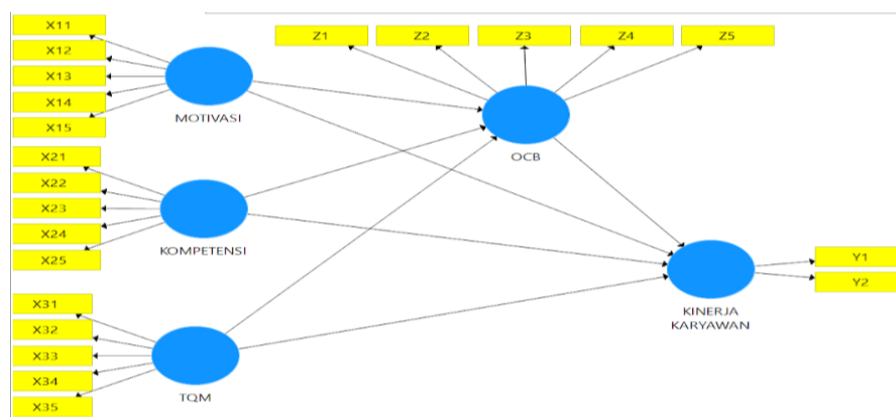 X11
X12
X13
X14
X15
MOTIVASI
Z1
Z2
Z3
Z4
Z5
OCB
X21
X22
X23
X24
X25
KOMPETENSI
Y1
Y2
KINERJA
KARYAWAN
X31
X32
X33
X34
X35
TQM